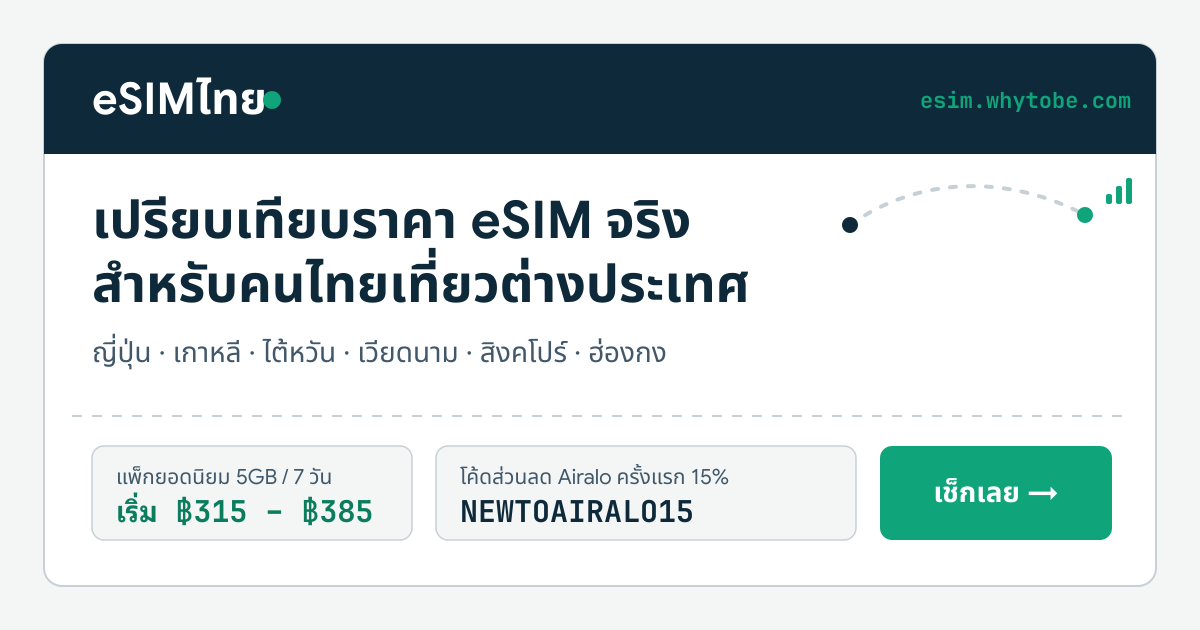 eSIMไทย
esim.whytobe.com
เปรียบเทียบราคา eSIM จริง
สำหรับคนไทยเที่ยวต่างประเทศ
ญี่ปุ่น · เกาหลี · ไต้หวัน · เวียดนาม · สิงคโปร์ · ฮ่องกง
แพ็กยอดนิยม 5GB / 7 วัน
เริ่ม ฿315 – ฿385
โค้ดส่วนลด Airalo ครั้งแรก 15%
NEWTOAIRALO15
เช็กเลย →